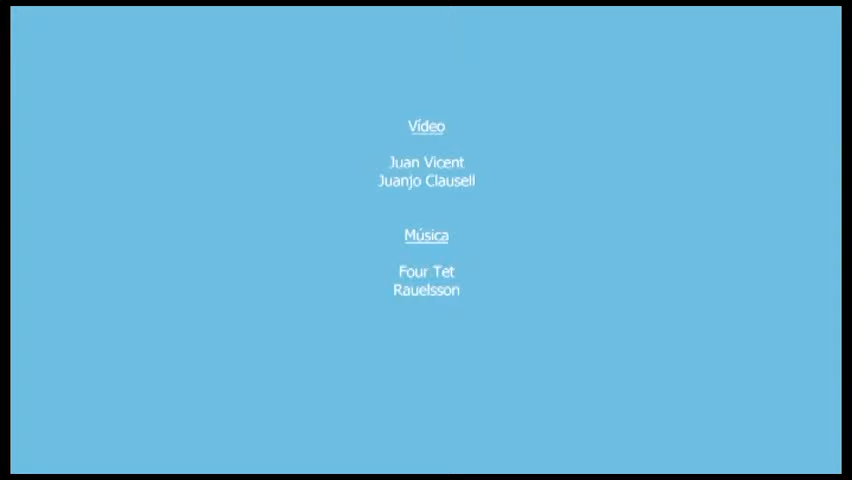 Vídeo
Juan Vicent
Juanjo Clausell
Música
Four Tet
Rauelsson